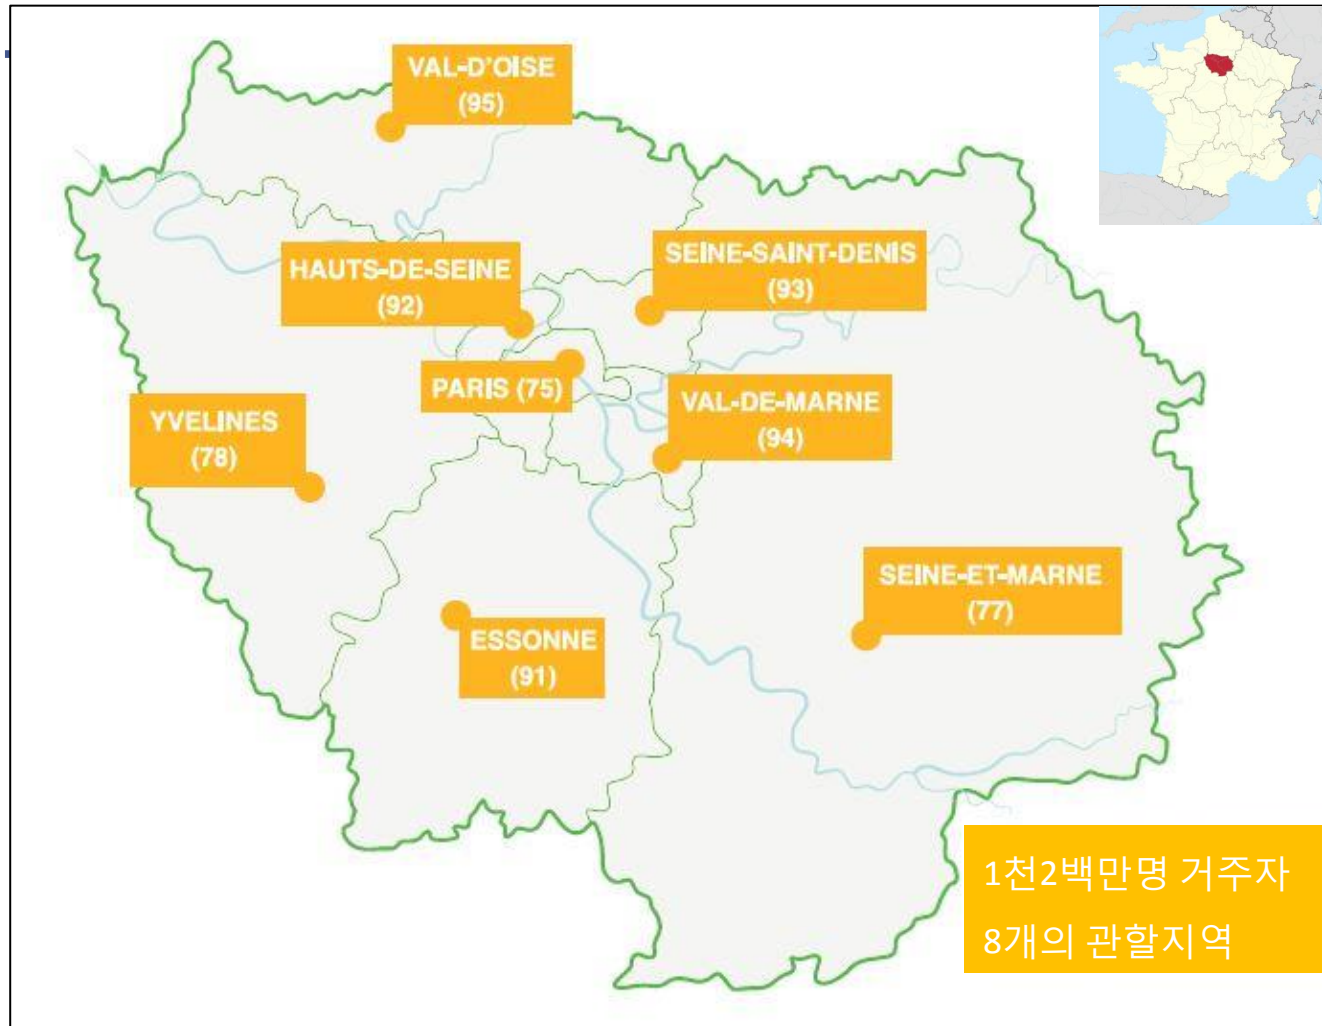 VAL-D'OISE
(95)
HAUTS-DE-SEINE
(92)
SEINE-SAINT-DENIS
(93)
PARIS (75)
VAL-DE-MARNE
(94)
YVELINES
(78)
SEINE-ET-MARNE
(77)
ESSONNE
(91)
1천2백만명 거주자
8개의 관할지역